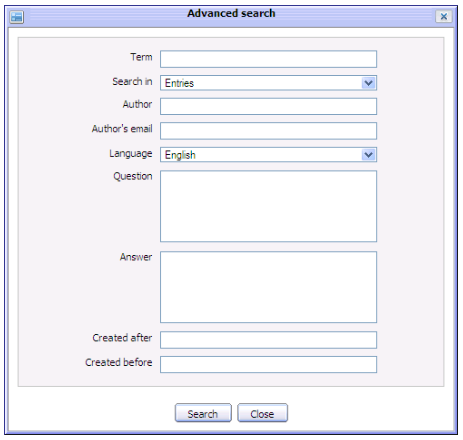 Advanced search
Term
Search in Entries
Author
Author's email
Language English
Question
Answer
Created after
Created before
Search Close